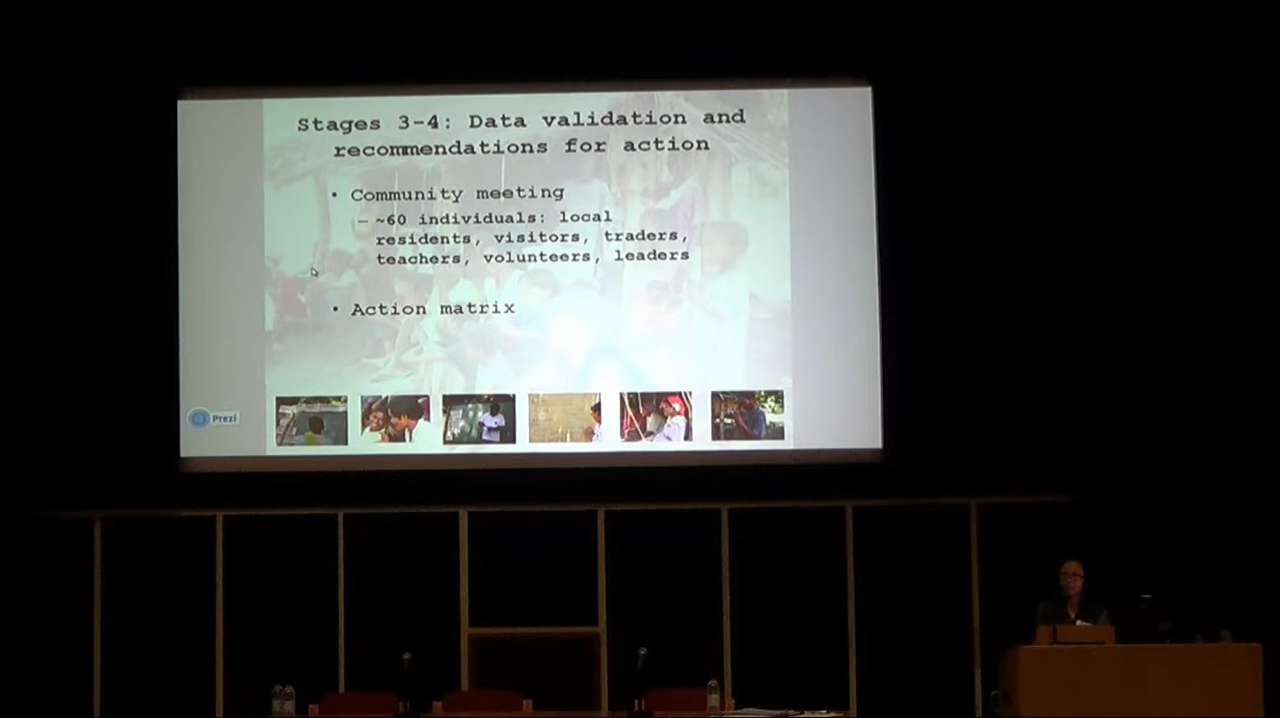 Stages 3-4: Data validation and
recommendations for action
• Community meeting
– ~60 individuals: local
residents, visitors, traders,
teachers, volunteers, leaders
• Action matrix
Prezi